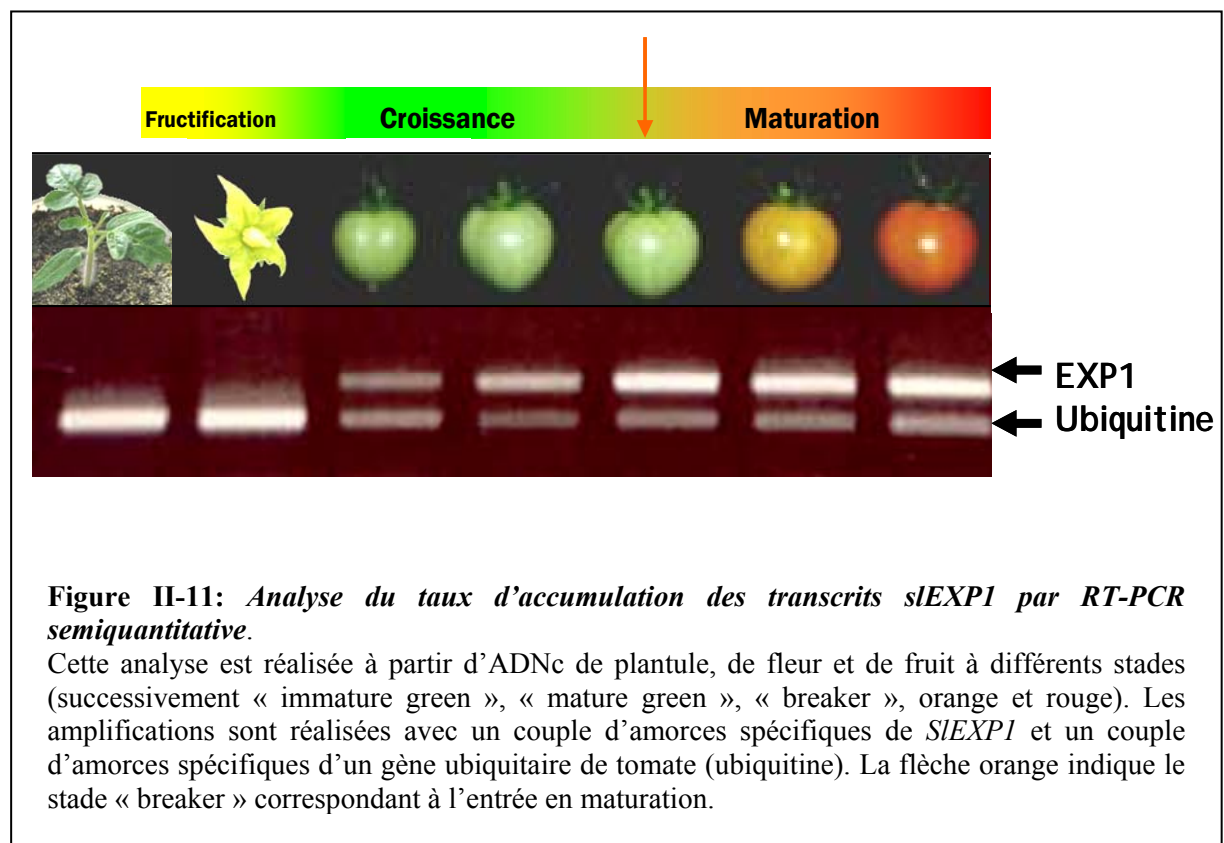 Fructification Croissance Maturation
EXP1
Ubiquitine
Figure II-11: Analyse du taux d’accumulation des transcrits slEXP1 par RT-PCR
semiquantitative.
Cette analyse est réalisée à partir d’ADNc de plantule, de fleur et de fruit à différents stades
(successivement « immature green », « mature green », « breaker », orange et rouge). Les
amplifications sont réalisées avec un couple d’amorces spécifiques de SlEXP1 et un couple
d’amorces spécifiques d’un gène ubiquitaire de tomate (ubiquitine). La flèche orange indique le
stade « breaker » correspondant à l’entrée en maturation.